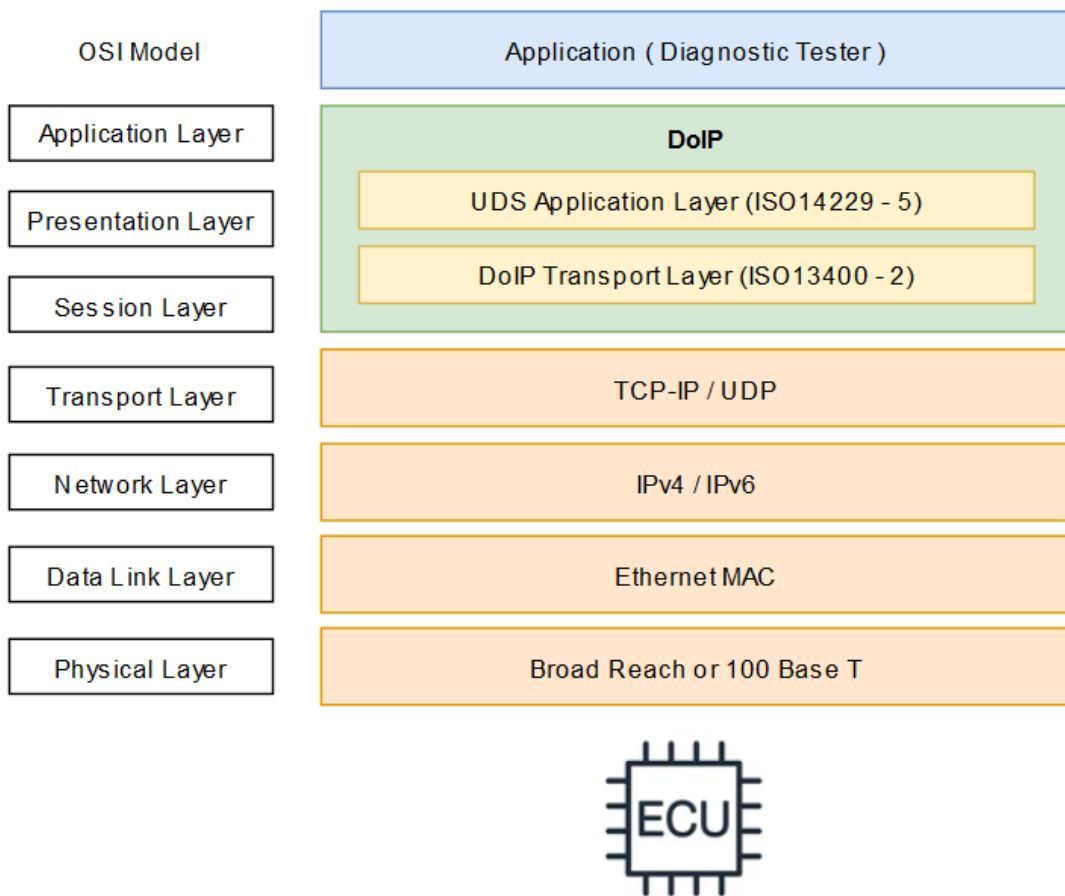 OSI Model
Application ( Diagnostic Tester )
Application Layer
DoIP
Presentation Layer
UDS Application Layer (ISO14229 - 5)
Session Layer
DoIP Transport Layer (ISO13400 - 2)
Transport Layer
TCP-IP / UDP
Network Layer
IPv4 / IPv6
Data Link Layer
Ethernet MAC
Physical Layer
Broad Reach or 100 Base T
ECU